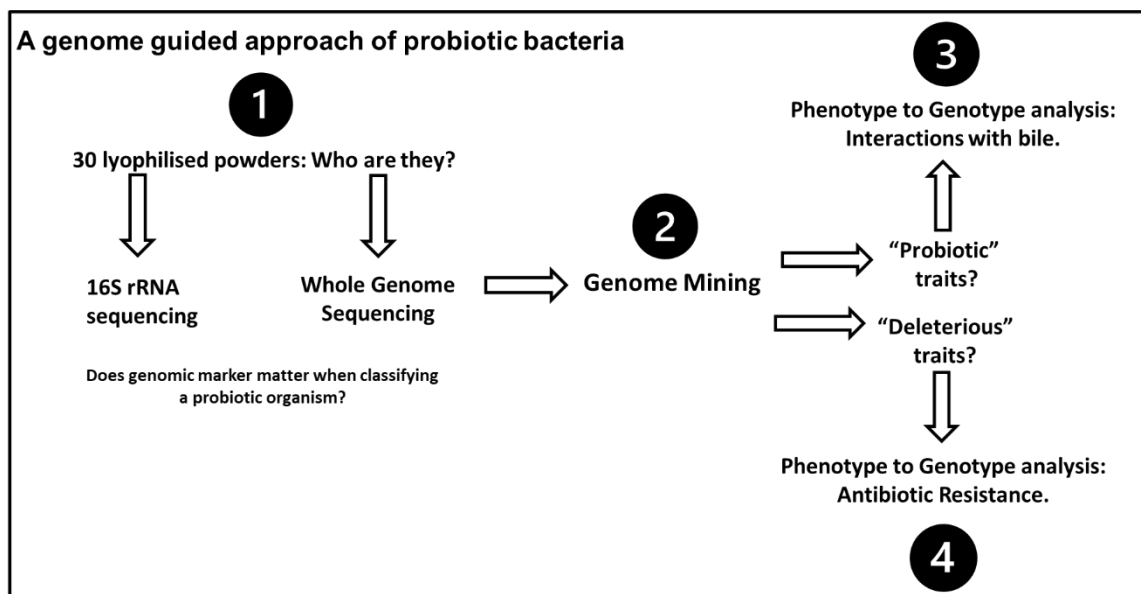 A genome guided approach of probiotic bacteria
1
30 lyophilised powders: Who are they?
16S rRNA
sequencing
Whole Genome
Sequencing
Does genomic marker matter when classifying
a probiotic organism?
2
Genome Mining
“Probiotic”
traits?
“Deleterious”
traits?
3
Phenotype to Genotype analysis:
Interactions with bile.
Phenotype to Genotype analysis:
Antibiotic Resistance.
4